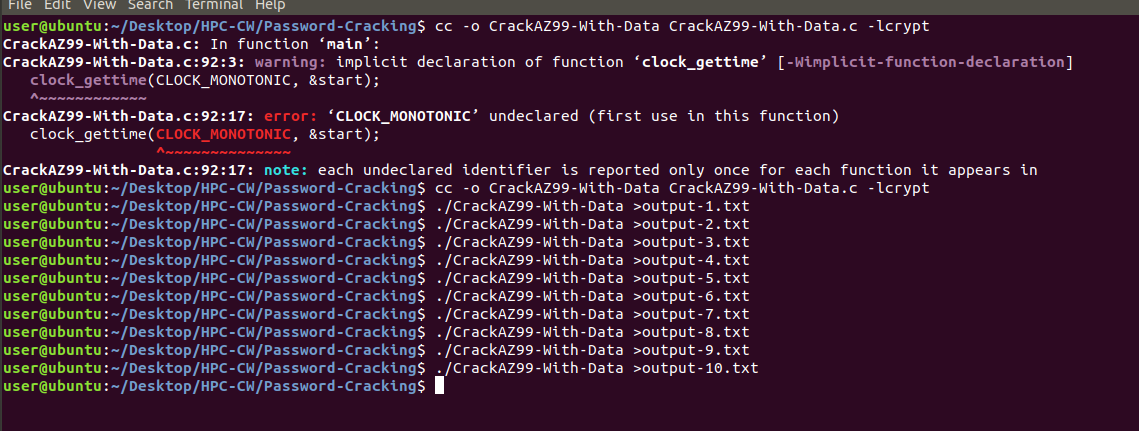 File Edit View Search Terminal Help
user@ubuntu:~/Desktop/HPC-CW/Password-Cracking$ cc -o CrackAZ99-With-Data CrackAZ99-With-Data.c -lcrypt
CrackAZ99-With-Data.c: In function ‘main’:
CrackAZ99-With-Data.c:92:3: warning: implicit declaration of function ‘clock_gettime’ [-Wimplicit-function-declaration]
   clock_gettime(CLOCK_MONOTONIC, &start);
   ^~~~~~~~~~~~~
CrackAZ99-With-Data.c:92:17: error: ‘CLOCK_MONOTONIC’ undeclared (first use in this function)
   clock_gettime(CLOCK_MONOTONIC, &start);
                 ^~~~~~~~~~~~~~~
CrackAZ99-With-Data.c:92:17: note: each undeclared identifier is reported only once for each function it appears in
user@ubuntu:~/Desktop/HPC-CW/Password-Cracking$ cc -o CrackAZ99-With-Data CrackAZ99-With-Data.c -lcrypt
user@ubuntu:~/Desktop/HPC-CW/Password-Cracking$ ./CrackAZ99-With-Data >output-1.txt
user@ubuntu:~/Desktop/HPC-CW/Password-Cracking$ ./CrackAZ99-With-Data >output-2.txt
user@ubuntu:~/Desktop/HPC-CW/Password-Cracking$ ./CrackAZ99-With-Data >output-3.txt
user@ubuntu:~/Desktop/HPC-CW/Password-Cracking$ ./CrackAZ99-With-Data >output-4.txt
user@ubuntu:~/Desktop/HPC-CW/Password-Cracking$ ./CrackAZ99-With-Data >output-5.txt
user@ubuntu:~/Desktop/HPC-CW/Password-Cracking$ ./CrackAZ99-With-Data >output-6.txt
user@ubuntu:~/Desktop/HPC-CW/Password-Cracking$ ./CrackAZ99-With-Data >output-7.txt
user@ubuntu:~/Desktop/HPC-CW/Password-Cracking$ ./CrackAZ99-With-Data >output-8.txt
user@ubuntu:~/Desktop/HPC-CW/Password-Cracking$ ./CrackAZ99-With-Data >output-9.txt
user@ubuntu:~/Desktop/HPC-CW/Password-Cracking$ ./CrackAZ99-With-Data >output-10.txt
user@ubuntu:~/Desktop/HPC-CW/Password-Cracking$